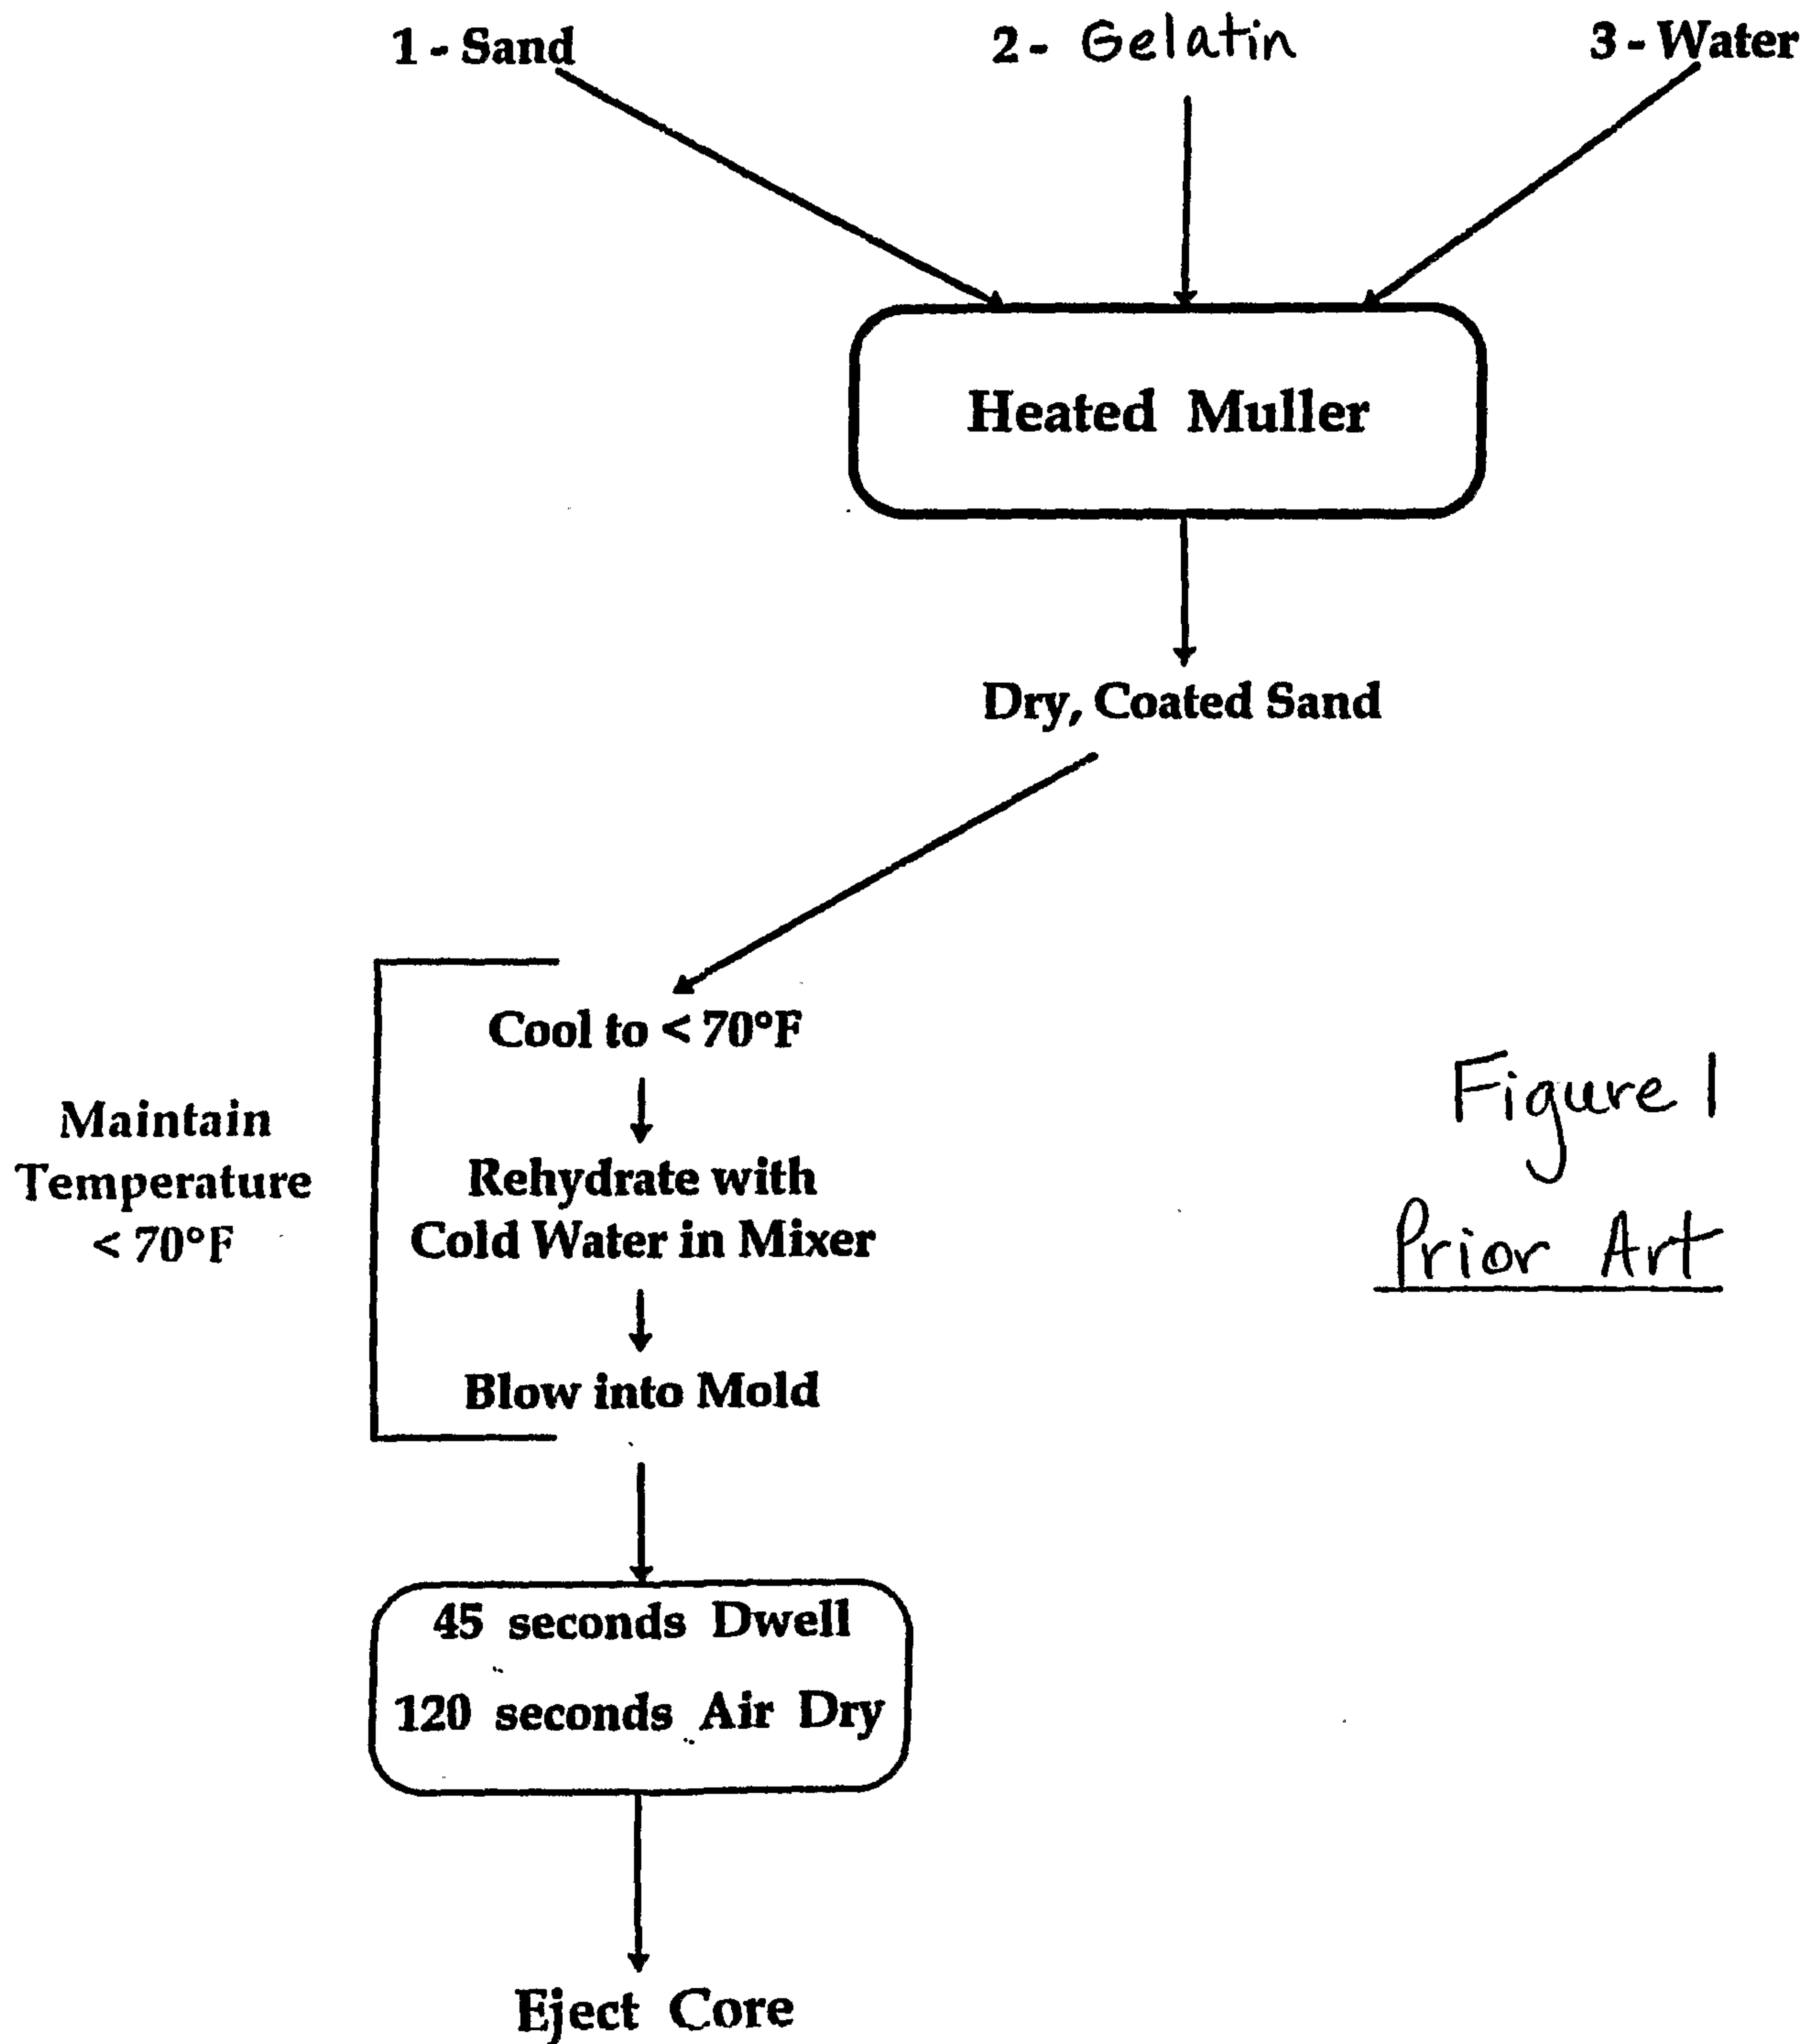 1 - Sand
2 - Gelatin
3 - Water
Heated Muller
Dry, Coated Sand
Cool to < 70°F
Maintain
Temperature
< 70°F
Rehydrate with
Cold Water in Mixer
Blow into Mold
Figure 1
Prior Art
45 seconds Dwell
120 seconds Air Dry
Eject Core